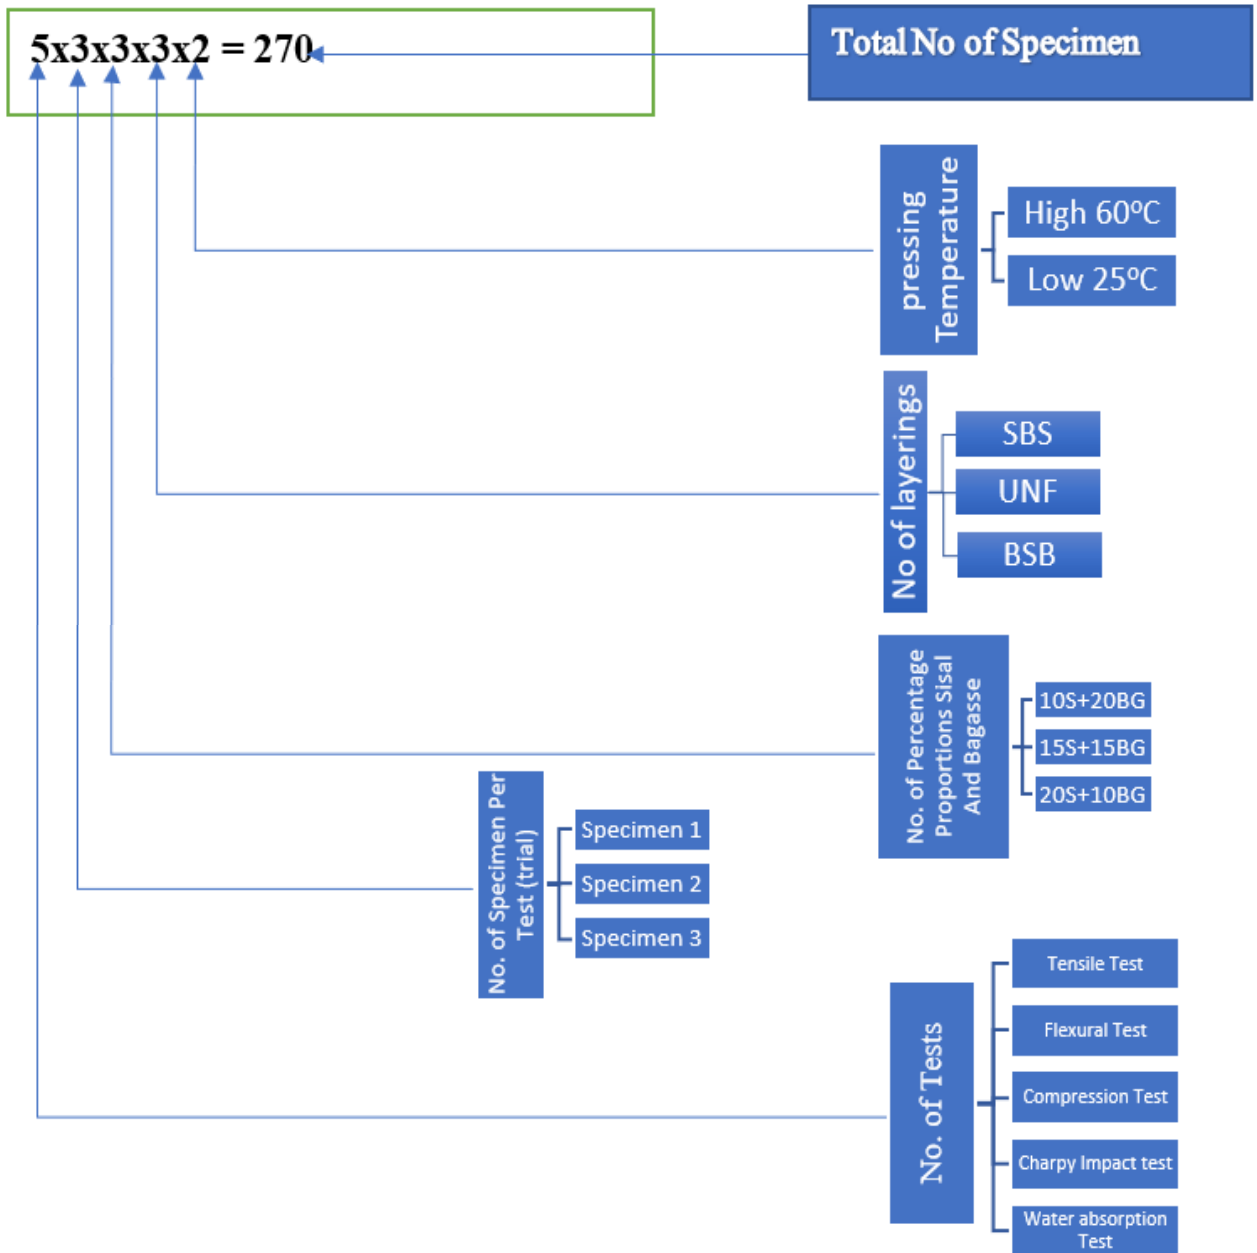 5x3x3x3x2 = 270
Total No of Specimen
pressing
Temperature
High 60⁰C
Low 25⁰C
No of layerings
SBS
UNF
BSB
No. of Percentage
Proportions Sisal
And Bagasse
10S+20BG
15S+15BG
20S+10BG
No. of Specimen Per
Test (trial)
Specimen 1
Specimen 2
Specimen 3
No. of Tests
Tensile Test
Flexural Test
Compression Test
Charpy Impact test
Water absorption
Test